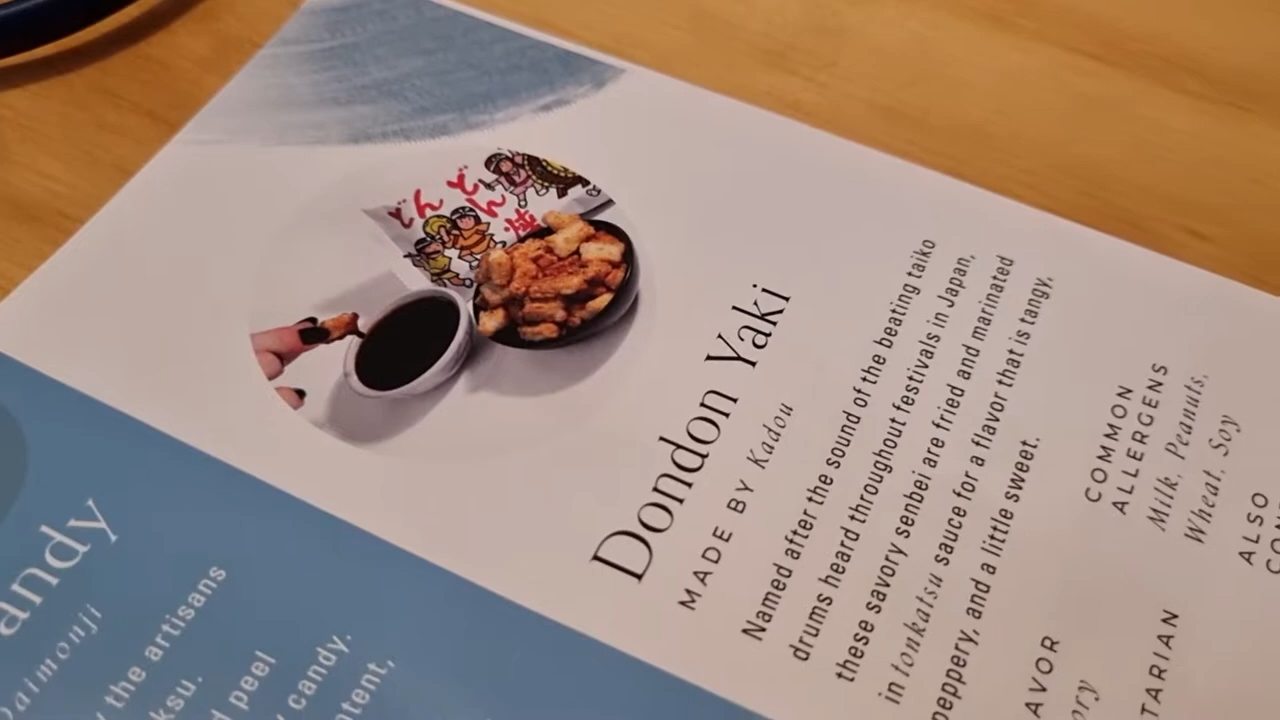 どんどん焼
Dondon Yaki
MADE BY Kadou
Named after the sound of the beating taiko
drums heard throughout festivals in Japan,
these savory senbei are fried and marinated
in tonkatsu sauce for a flavor that is tangy,
peppery, and a little sweet.
COMMON
ALLERGENS
Milk, Peanuts,
Wheat, Soy
ALSO
AVOR
ory
TARIAN
andy
Daimonji
the artisans
ksu.
d peel
candy.
ntent,